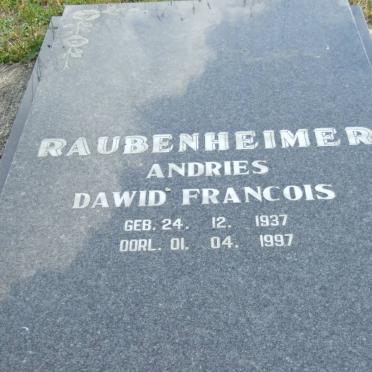 RAUBENHEIMER
ANDRIES
DAWID FRANCOIS
GEB. 24. 12. 1937
OORL. 01. 04. 1997